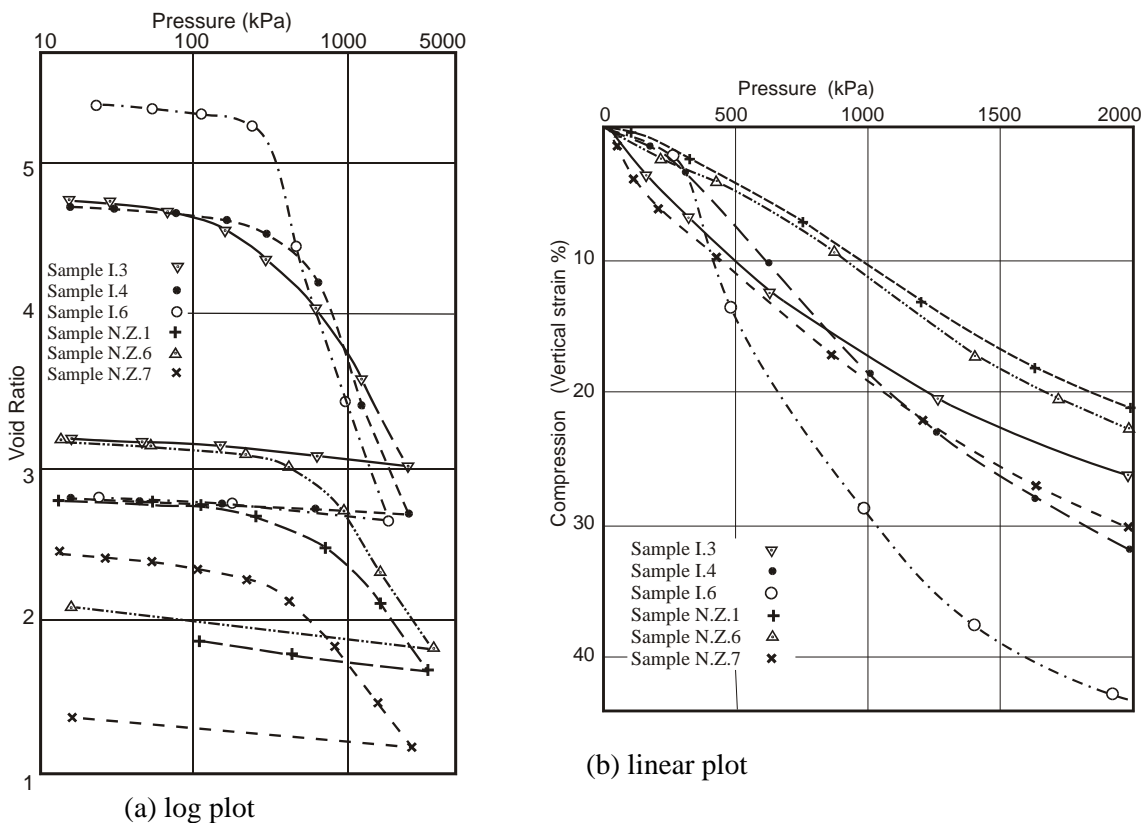 Pressure (kPa)
10 100 1000 5000
5
4
3
2
1
Void Ratio
Sample I.3
Sample I.4
Sample I.6
Sample N.Z.1
Sample N.Z.6
Sample N.Z.7
(a) log plot
Pressure (kPa)
0 500 1000 1500 2000
10
20
30
40
Compression (Vertical strain %)
Sample I.3
Sample I.4
Sample I.6
Sample N.Z.1
Sample N.Z.6
Sample N.Z.7
(b) linear plot